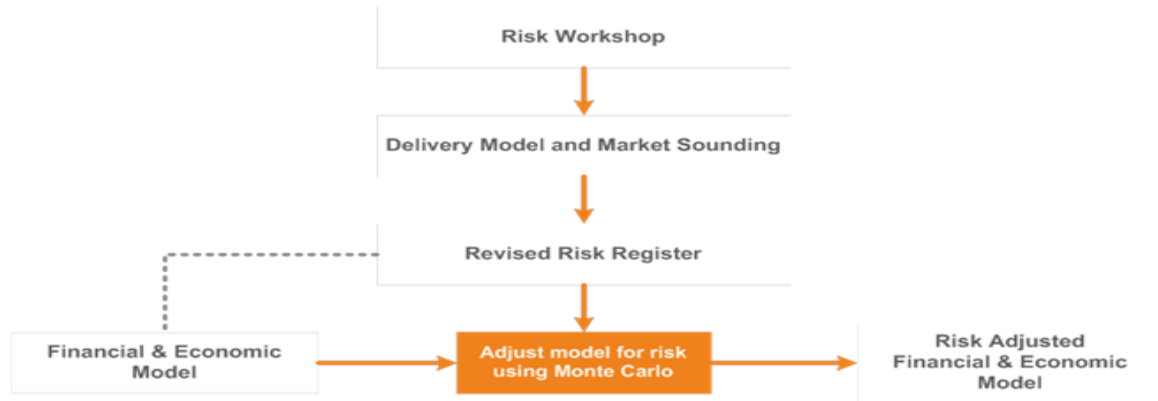 Risk Workshop
Delivery Model and Market Sounding
Revised Risk Register
Financial & Economic
Model
Adjust model for risk
using Monte Carlo
Risk Adjusted
Financial & Economic
Model